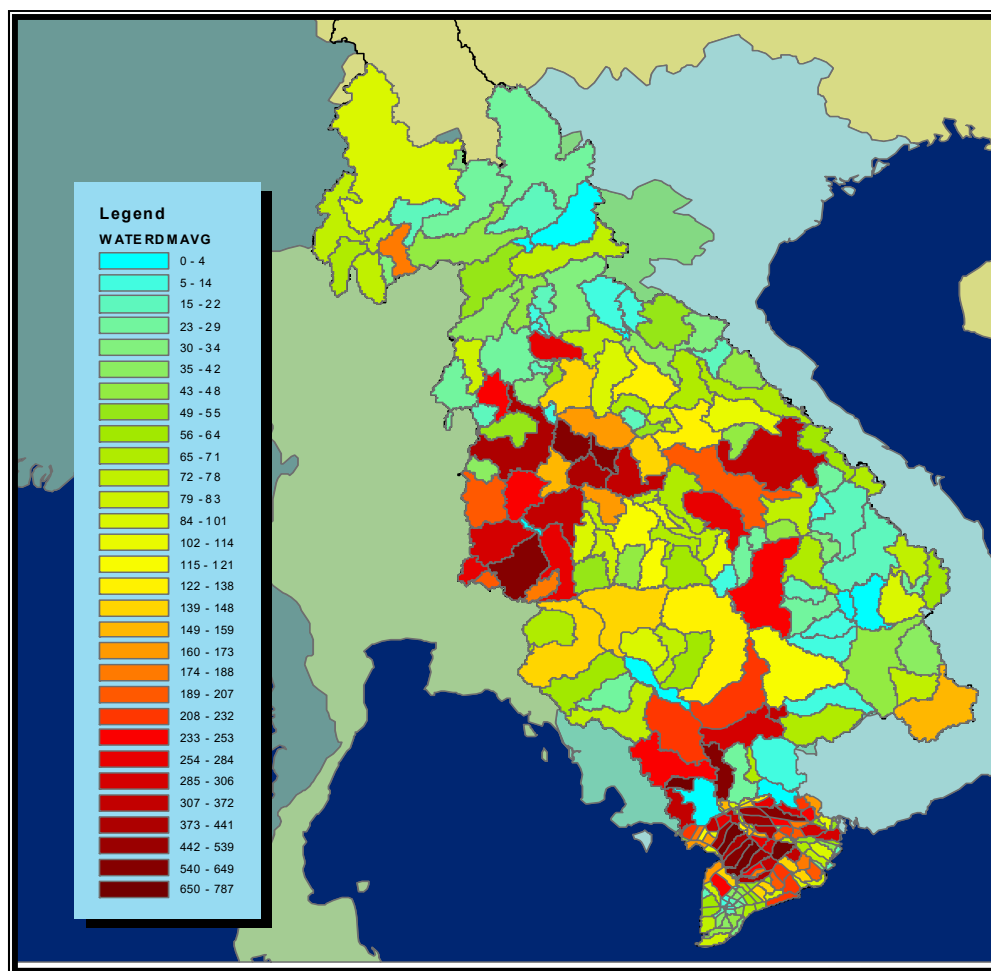 Legend
WATERDMAVG
0 - 4
5 - 14
15 - 22
23 - 29
30 - 34
35 - 42
43 - 48
49 - 55
56 - 64
65 - 71
72 - 78
79 - 83
84 - 101
102 - 114
115 - 121
122 - 138
139 - 148
149 - 159
160 - 173
174 - 188
189 - 207
208 - 232
233 - 253
254 - 284
285 - 306
307 - 372
373 - 441
442 - 539
540 - 649
650 - 787